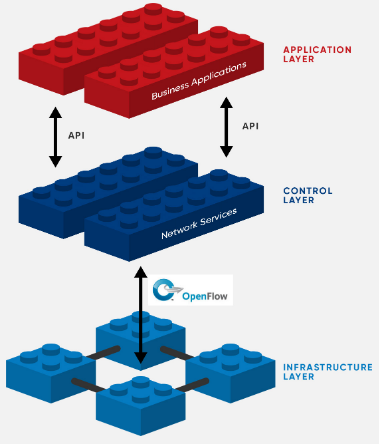 APPLICATION
LAYER
Business Applications
API
API
CONTROL
LAYER
Network Services
OpenFlow
INFRASTRUCTURE
LAYER